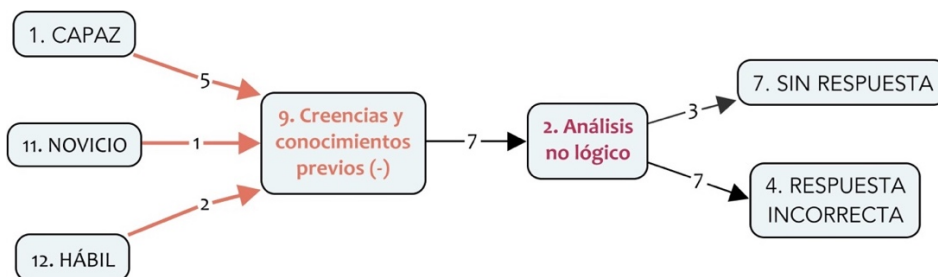 1. CAPAZ
5
11. NOVICIO
1
12. HÁBIL
2
9. Creencias y
conocimientos
previos (-)
7
2. Análisis
no lógico
3
7. SIN RESPUESTA
7
4. RESPUESTA
INCORRECTA